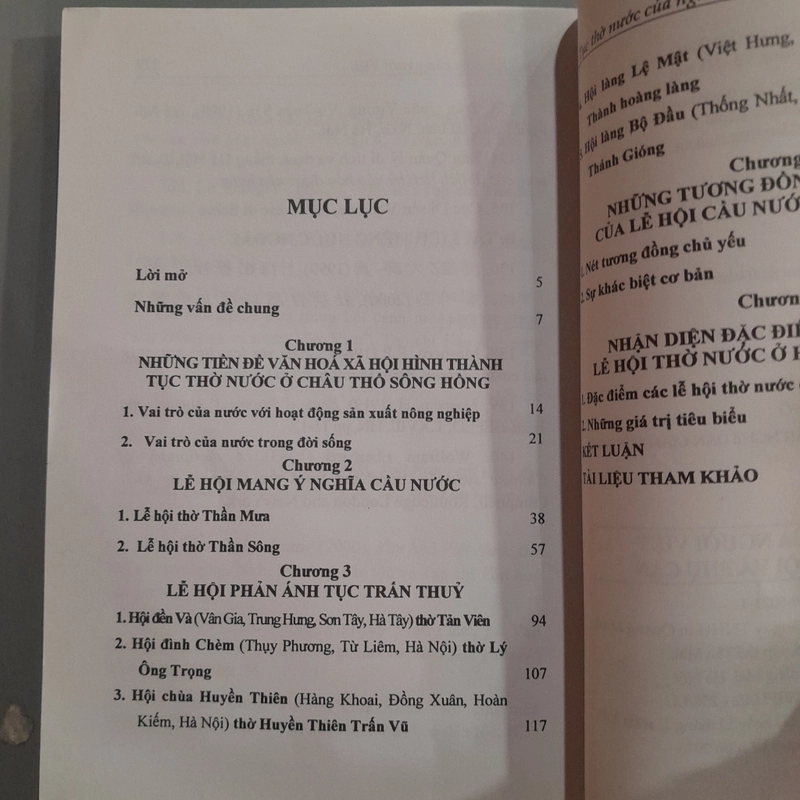 MỤC LỤC
Lời mở 5
Những vấn đề chung 7
Chương 1
NHỮNG TIỀN ĐỀ VĂN HOÁ XÃ HỘI HÌNH THÀNH
TỤC THỜ NƯỚC Ở CHÂU THỔ SÔNG HỒNG
1. Vai trò của nước với hoạt động sản xuất nông nghiệp 14
2. Vai trò của nước trong đời sống 21
Chương 2
LỄ HỘI MANG Ý NGHĨA CẦU NƯỚC
1. Lễ hội thờ Thần Mưa 38
2. Lễ hội thờ Thần Sông 57
Chương 3
LỄ HỘI PHẢN ÁNH TỤC TRẤN THUỶ
1. Hội đền Và (Vân Gia, Trung Hưng, Sơn Tây, Hà Tây) thờ Tản Viên 94
2. Hội đình Chèm (Thụy Phương, Từ Liêm, Hà Nội) thờ Lý
Ông Trọng 107
3. Hội chùa Huyền Thiên (Hàng Khoai, Đồng Xuân, Hoàn
Kiếm, Hà Nội) thờ Huyền Thiên Trấn Vũ 117
thờ nước của
Hội làng Lệ Mật (Việt Hưng,
Thành hoàng làng
5. Hội làng Bộ Đầu (Thống Nhất,
Thánh Gióng
Chương
NHỮNG TƯƠNG ĐỒN
CỦA LỄ HỘI CẦU NƯỚ
1. Nét tương đồng chủ yếu
2. Sự khác biệt cơ bản
Chươn
NHẬN DIỆN ĐẶC ĐIỂ
LỄ HỘI THỜ NƯỚC Ở
1. Đặc điểm các lễ hội thờ nước
2. Những giá trị tiêu biểu
KẾT LUẬN
TÀI LIỆU THAM KHẢO